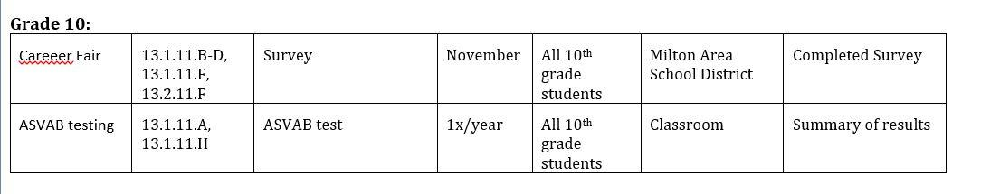 Grade 10:
Careeer Fair
13.1.11.B-D,
13.1.11.F,
13.2.11.F
Survey
November
All 10th
grade
students
Milton Area
School District
Completed Survey
ASVAB testing
13.1.11.A,
13.1.11.H
ASVAB test
1x/year
All 10th
grade
students
Classroom
Summary of results